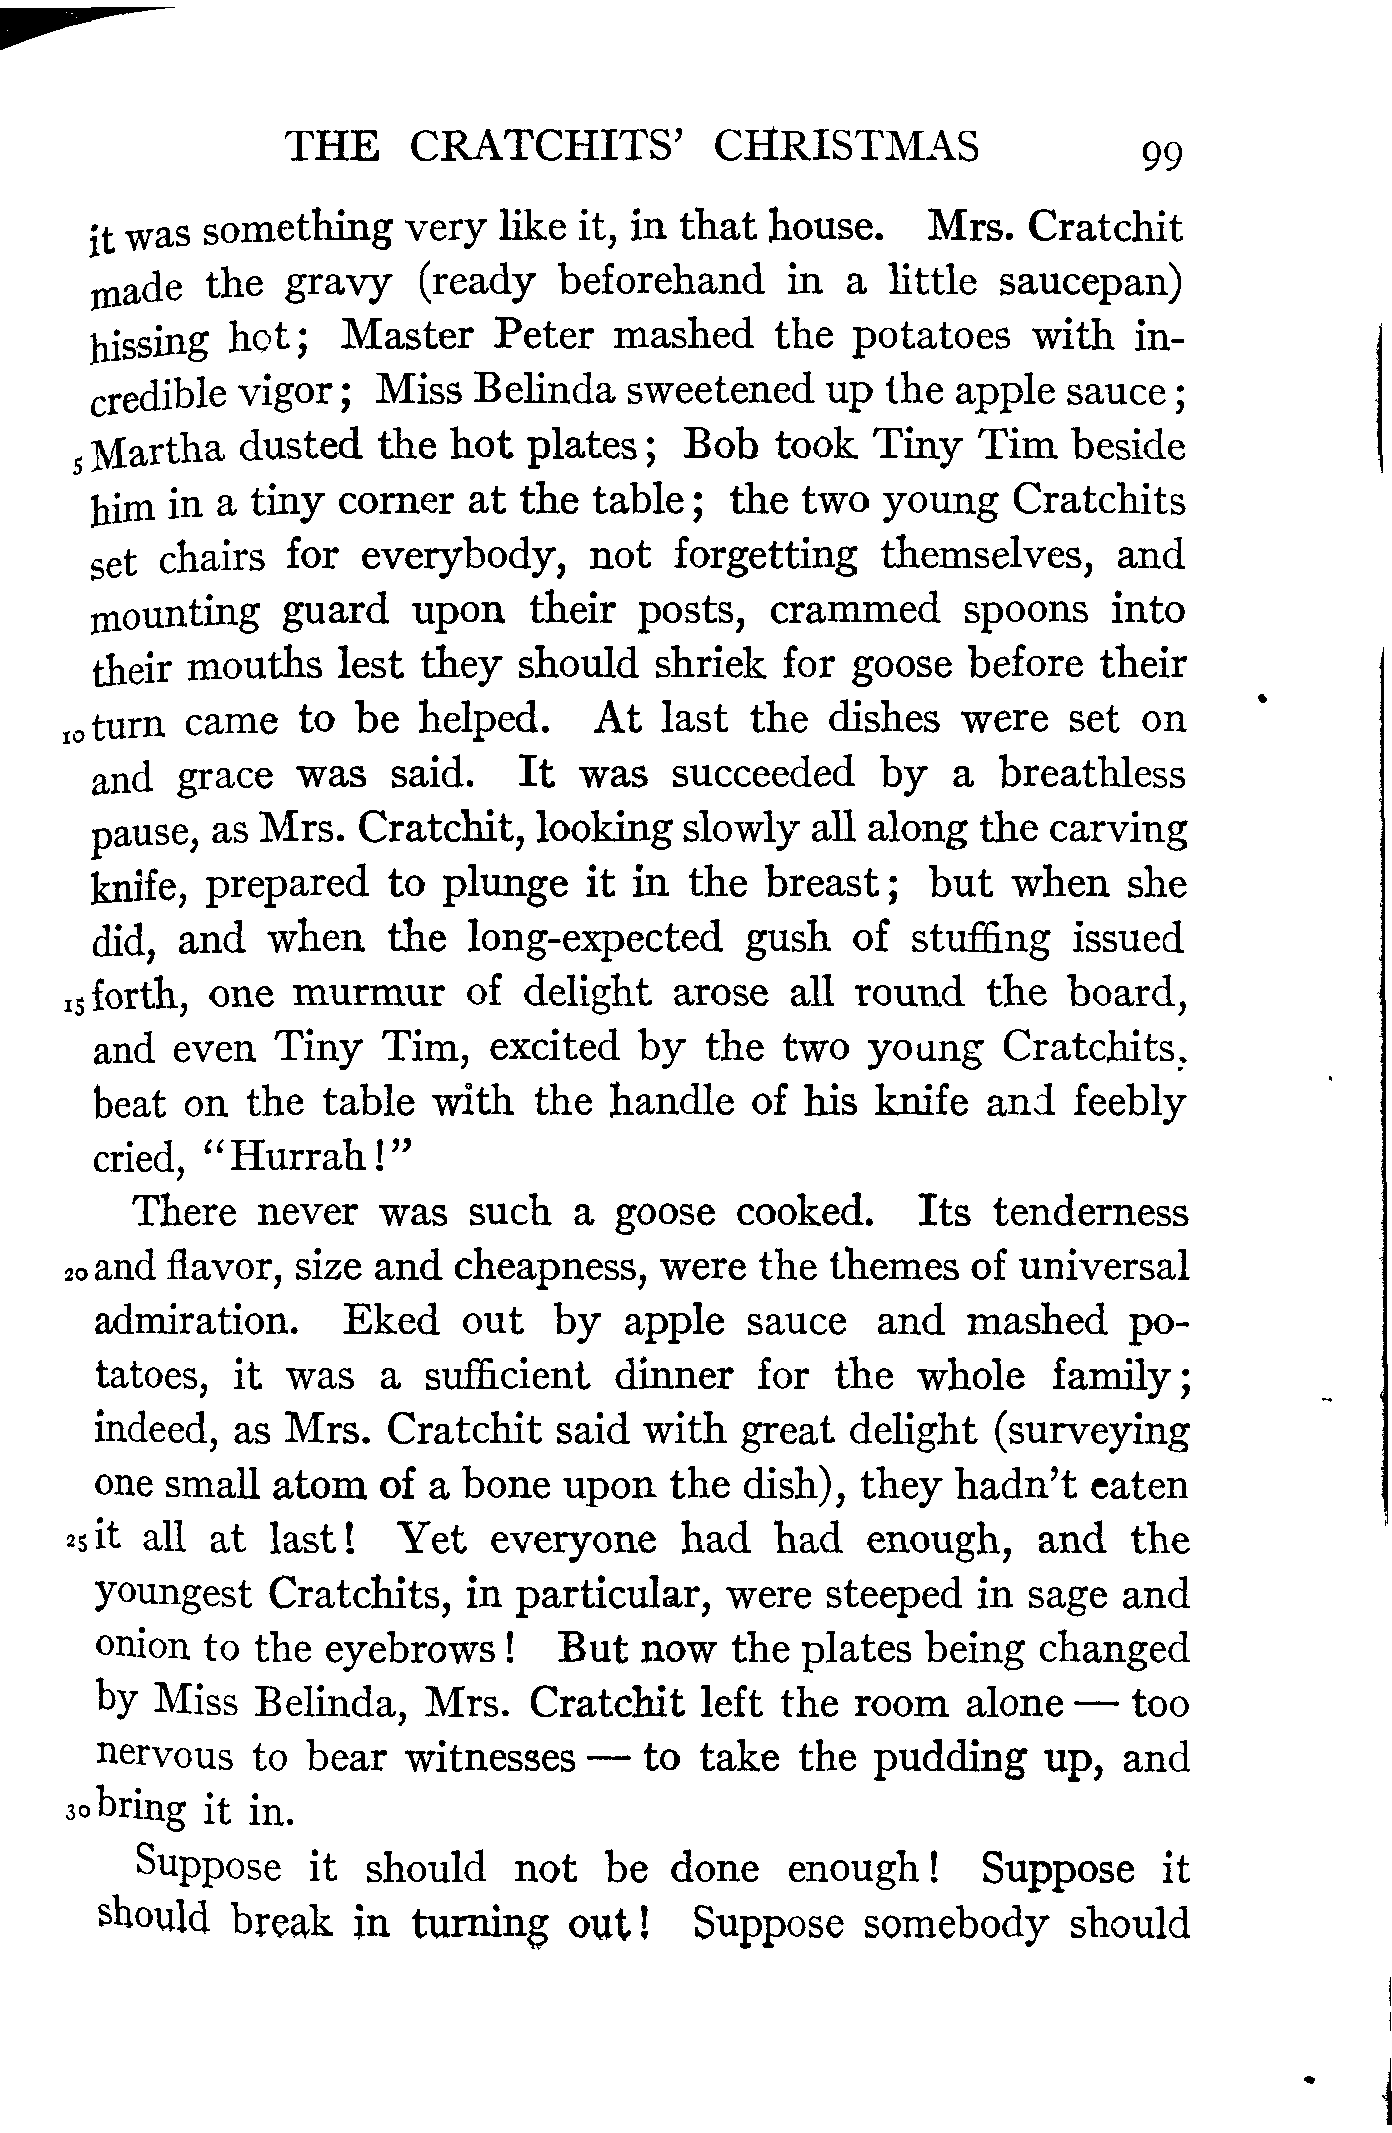 THE CRATCHITS' CHRISTMAS 99
it was something very like it, in that house. Mrs. Cratchit
made the gravy (ready beforehand in a little saucepan)
hissing hot; Master Peter mashed the potatoes with in-
credible vigor; Miss Belinda sweetened up the apple sauce;
5 Martha dusted the hot plates; Bob took Tiny Tim beside
him in a tiny corner at the table; the two young Cratchits
set chairs for everybody, not forgetting themselves, and
mounting guard upon their posts, crammed spoons into
their mouths lest they should shriek for goose before their
10 turn came to be helped. At last the dishes were set on
and grace was said. It was succeeded by a breathless
pause, as Mrs. Cratchit, looking slowly all along the carving
knife, prepared to plunge it in the breast; but when she
did, and when the long-expected gush of stuffing issued
15 forth, one murmur of delight arose all round the board,
and even Tiny Tim, excited by the two young Cratchits,
beat on the table with the handle of his knife and feebly
cried, "Hurrah!"
There never was such a goose cooked. Its tenderness
20 and flavor, size and cheapness, were the themes of universal
admiration. Eked out by apple sauce and mashed po-
tatoes, it was a sufficient dinner for the whole family;
indeed, as Mrs. Cratchit said with great delight (surveying
one small atom of a bone upon the dish), they hadn't eaten
25 it all at last! Yet everyone had had enough, and the
youngest Cratchits, in particular, were steeped in sage and
onion to the eyebrows! But now the plates being changed
by Miss Belinda, Mrs. Cratchit left the room alone — too
nervous to bear witnesses — to take the pudding up, and
30 bring it in.
Suppose it should not be done enough! Suppose it
should break in turning out! Suppose somebody should